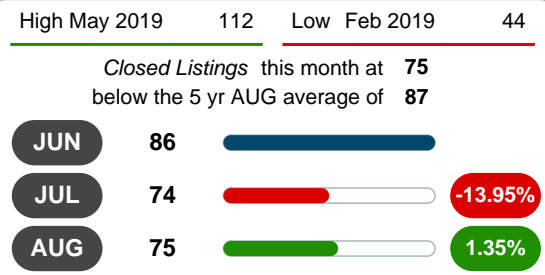 High May 2019 112 Low Feb 2019 44
Closed Listings this month at 75
below the 5 yr AUG average of 87
JUN 86
JUL 74 -13.95%
AUG 75 1.35%